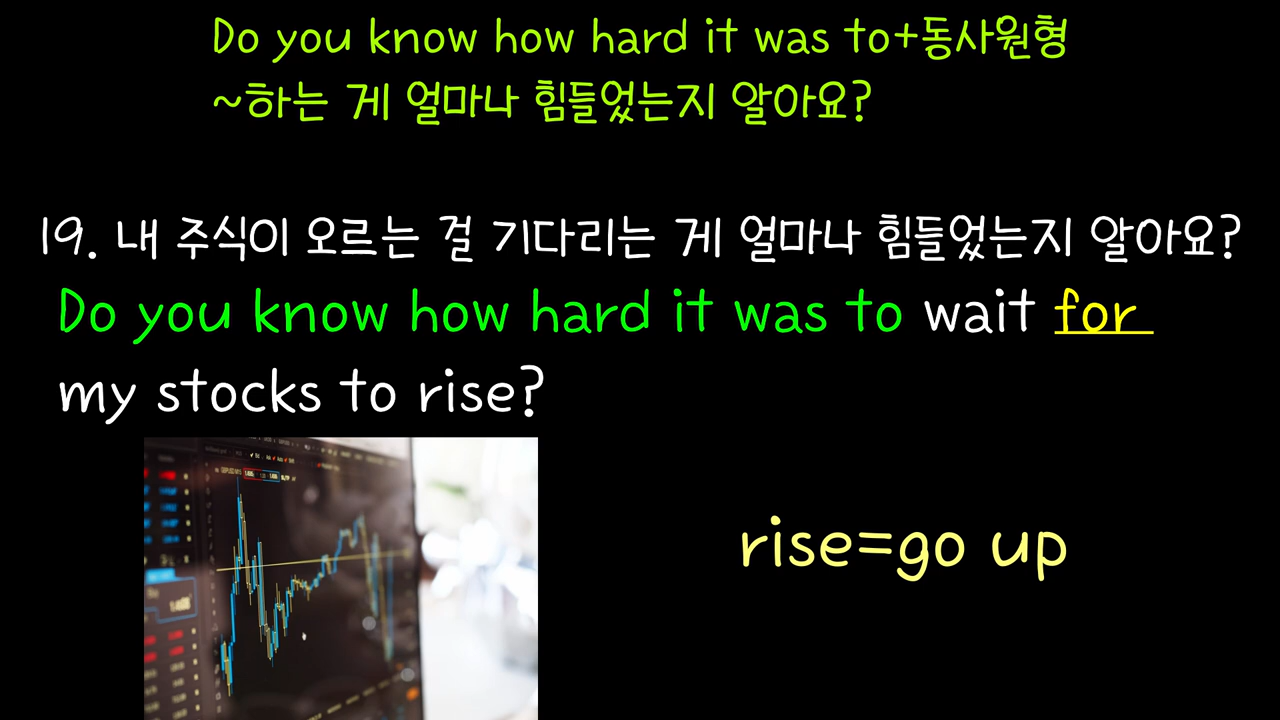 Do you know how hard it was to+동사원형
~하는 게 얼마나 힘들었는지 알아요?
19. 내 주식이 오르는 걸 기다리는 게 얼마나 힘들었는지 알아요?
Do you know how hard it was to wait for
my stocks to rise?
rise=go up